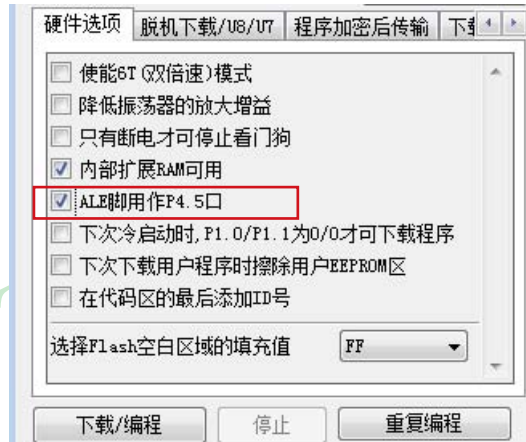 硬件选项 脱机下载/U8/U7 程序加密后传输
使能6T(双倍速)模式
降低振荡器的放大增益
只有断电才可停止看门狗
内部扩展RAM可用
ALE脚用作P4.5口
下次冷启动时,P1.0/P1.1为0/0才可下载程序
下次下载用户程序时擦除用户EEPROM区
在代码区的最后添加ID号
选择Flash空白区域的填充值 FF
下载/编程 停止 重复编程